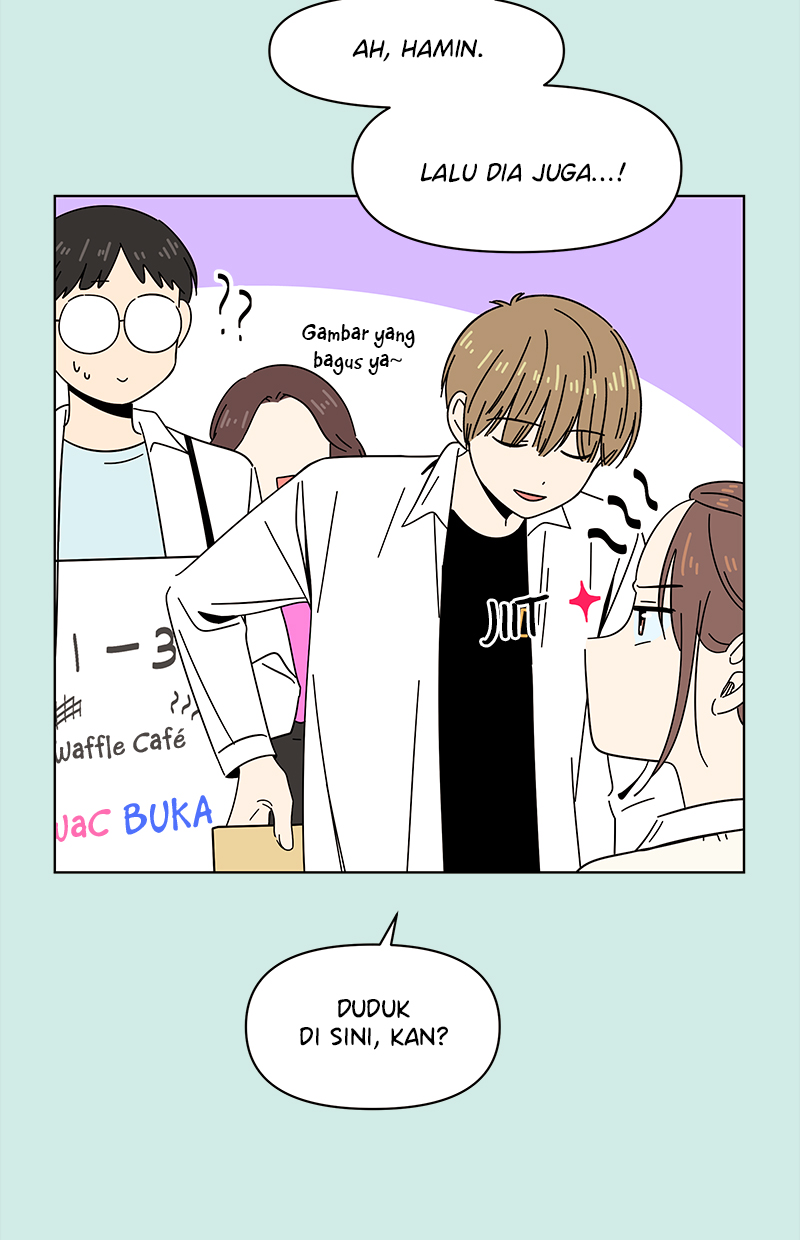 AH, HAMIN.
LALU DIA JUGA...!
??
Gambar yang
bagus ya~
JIIT
1-3
Waffle Café
BUKA
DUDUK
DI SINI, KAN?